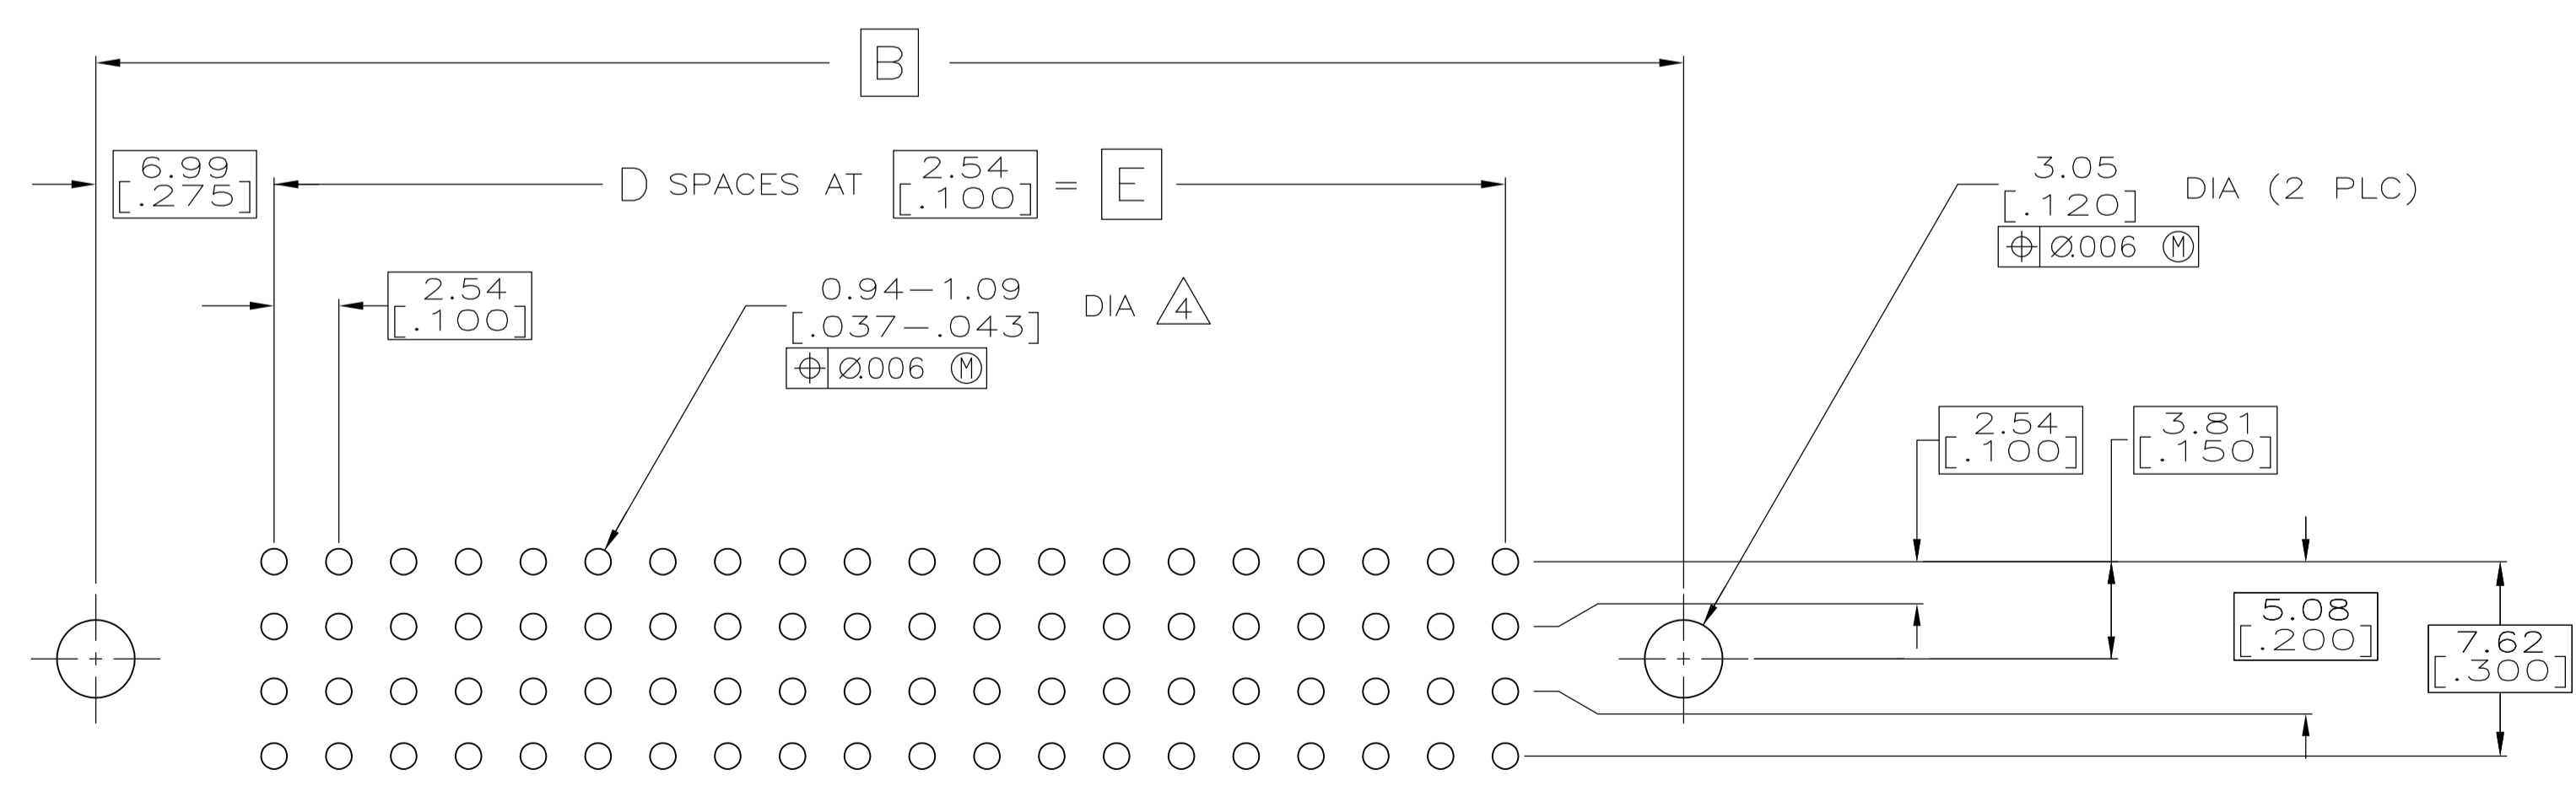 B
6.99
[.275]
D SPACES AT 2.54 [.100] = E
3.05
[.120]
DIA (2 PLC)
⌖ Ø.006 Ⓜ
2.54
[.100]
0.94–1.09
[.037–.043]
DIA 4
⌖ Ø.006 Ⓜ
2.54
[.100]
3.81
[.150]
5.08
[.200]
7.62
[.300]